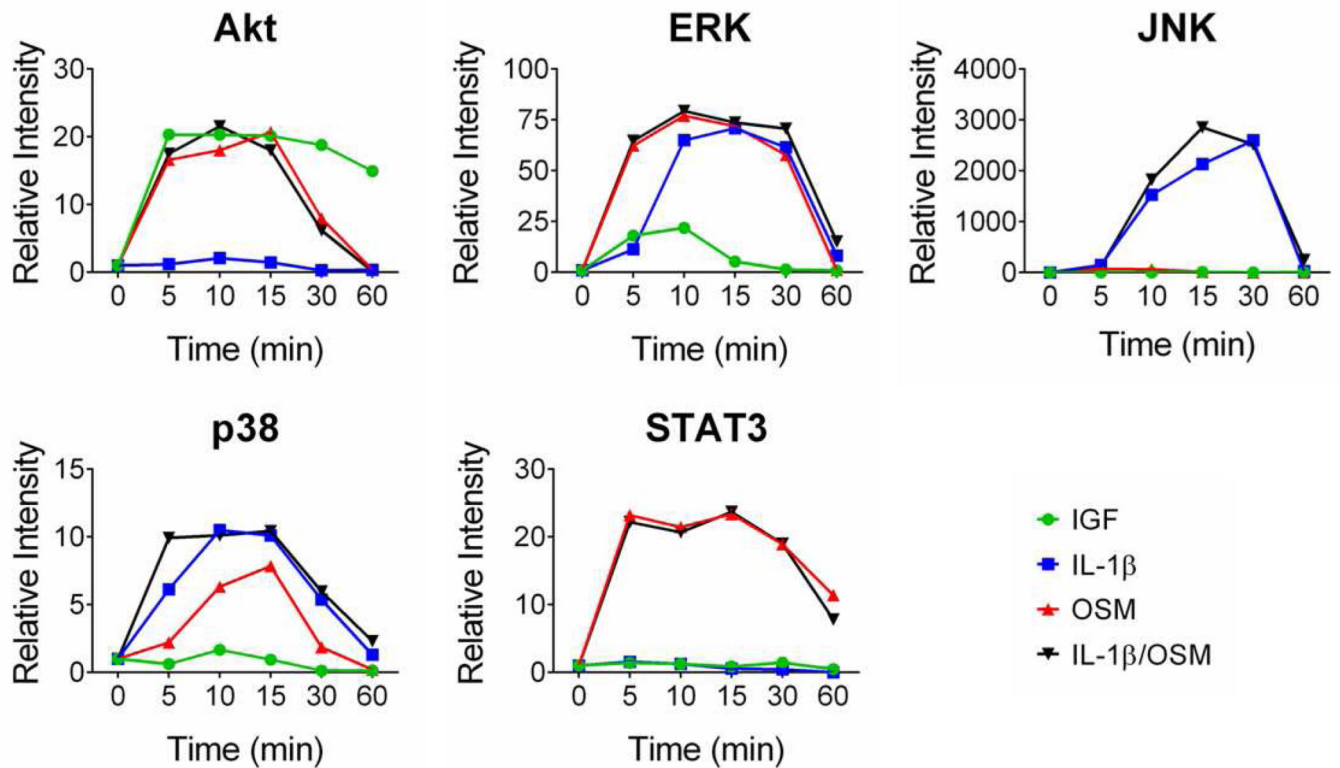 Akt
Relative Intensity
30
20
10
0
0 5 10 15 30 60
Time (min)
ERK
Relative Intensity
100
75
50
25
0
0 5 10 15 30 60
Time (min)
JNK
Relative Intensity
4000
3000
2000
1000
0
0 5 10 15 30 60
Time (min)
p38
Relative Intensity
15
10
5
0
0 5 10 15 30 60
Time (min)
STAT3
Relative Intensity
30
20
10
0
0 5 10 15 30 60
Time (min)
IGF
IL-1β
OSM
IL-1β/OSM